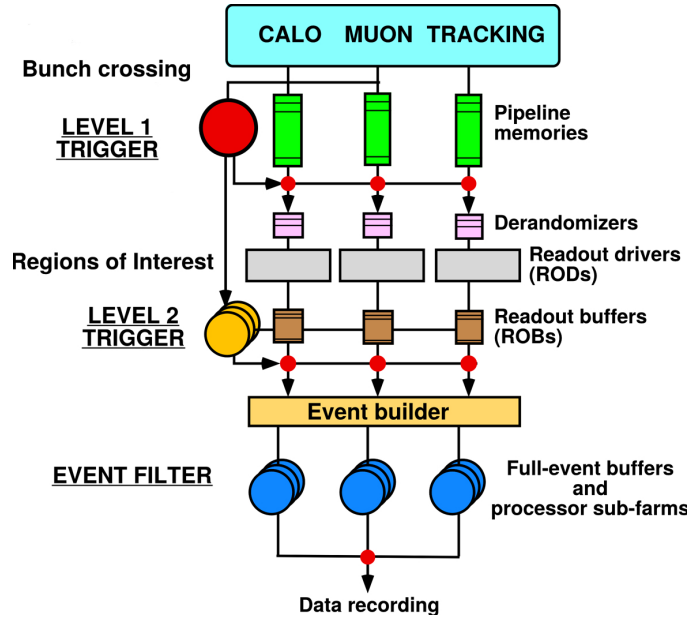 CALO MUON TRACKING
Bunch crossing
LEVEL 1
TRIGGER
Pipeline
memories
Derandomizers
Regions of Interest
Readout drivers
(RODs)
LEVEL 2
TRIGGER
Readout buffers
(ROBs)
Event builder
EVENT FILTER
Full-event buffers
and
processor sub-farms
Data recording